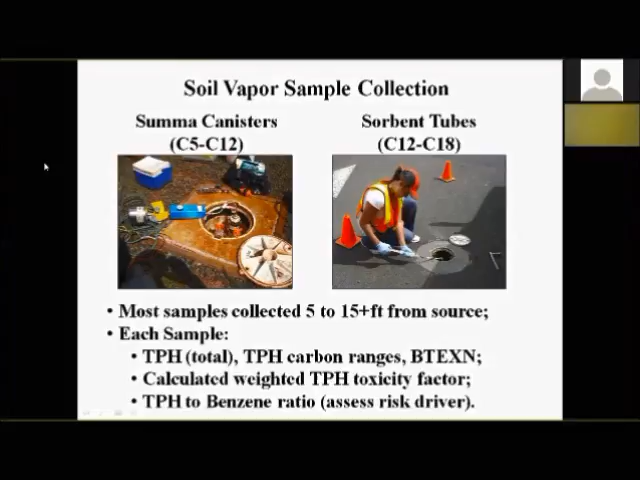 Soil Vapor Sample Collection
Summa Canisters
(C5-C12)
Sorbent Tubes
(C12-C18)
• Most samples collected 5 to 15+ft from source;
• Each Sample:
• TPH (total), TPH carbon ranges, BTEXN;
• Calculated weighted TPH toxicity factor;
• TPH to Benzene ratio (assess risk driver).